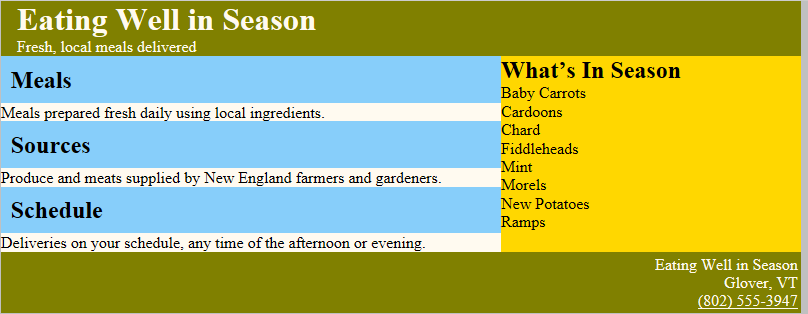 Eating Well in Season
Fresh, local meals delivered
Meals
Meals prepared fresh daily using local ingredients.
Sources
Produce and meats supplied by New England farmers and gardeners.
Schedule
Deliveries on your schedule, any time of the afternoon or evening.
What’s In Season
Baby Carrots
Cardoons
Chard
Fiddleheads
Mint
Morels
New Potatoes
Ramps
Eating Well in Season
Glover, VT
(802) 555-3947